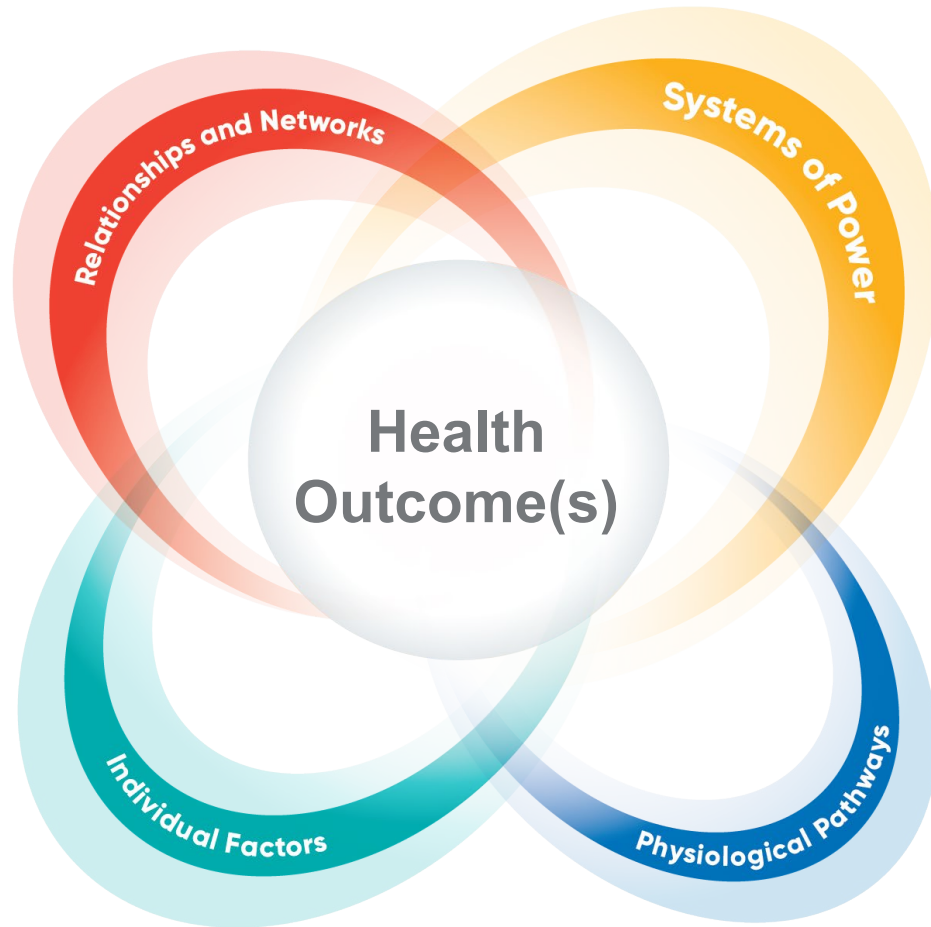 Relationships and Networks
Systems of Power
Health
Outcome(s)
Individual Factors
Physiological Pathways